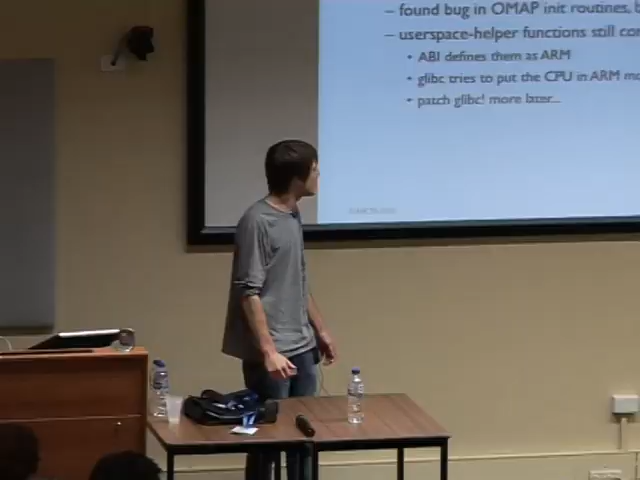 – found bug in OMAP init routines,
– userspace-helper functions still
• ABI defines them as ARM
• glibc tries to put the CPU in ARM
• patch glibc! more later...